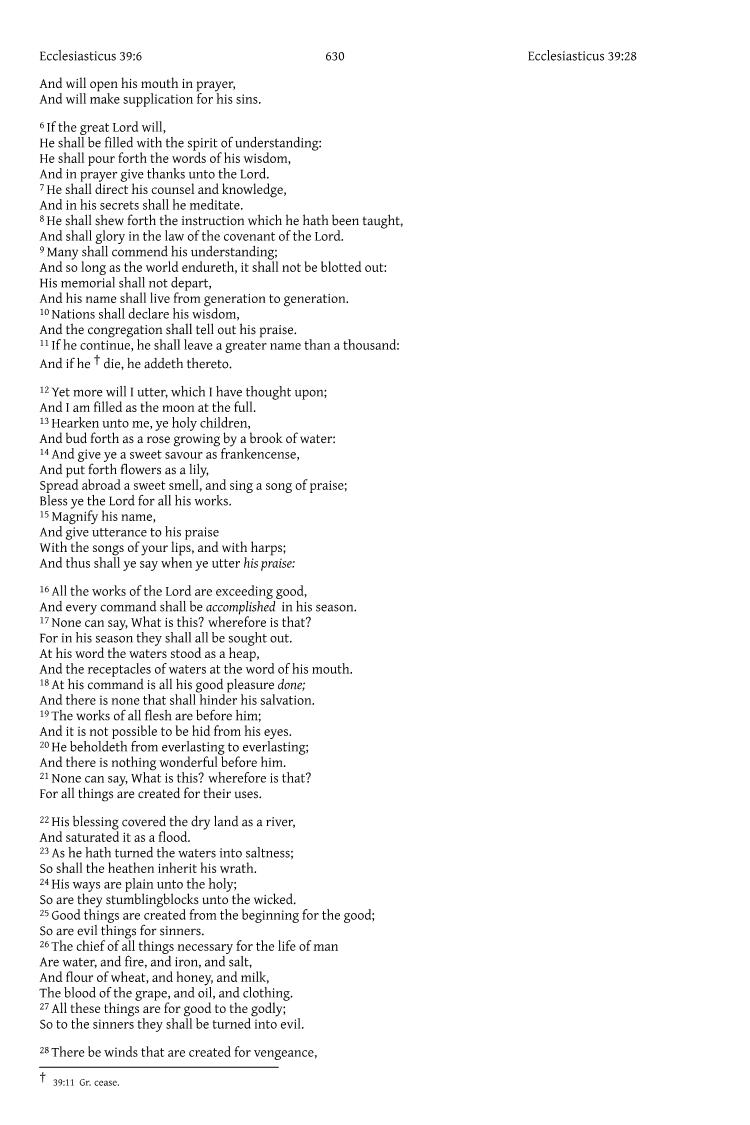 Ecclesiasticus 39:6 630 Ecclesiasticus 39:28
And will open his mouth in prayer,
And will make supplication for his sins.
6 If the great Lord will,
He shall be filled with the spirit of understanding:
He shall pour forth the words of his wisdom,
And in prayer give thanks unto the Lord.
7 He shall direct his counsel and knowledge,
And in his secrets shall he meditate.
8 He shall shew forth the instruction which he hath been taught,
And shall glory in the law of the covenant of the Lord.
9 Many shall commend his understanding;
And so long as the world endureth, it shall not be blotted out:
His memorial shall not depart,
And his name shall live from generation to generation.
10 Nations shall declare his wisdom,
And the congregation shall tell out his praise.
11 If he continue, he shall leave a greater name than a thousand:
And if he † die, he addeth thereto.
12 Yet more will I utter, which I have thought upon;
And I am filled as the moon at the full.
13 Hearken unto me, ye holy children,
And bud forth as a rose growing by a brook of water:
14 And give ye a sweet savour as frankencense,
And put forth flowers as a lily,
Spread abroad a sweet smell, and sing a song of praise;
Bless ye the Lord for all his works.
15 Magnify his name,
And give utterance to his praise
With the songs of your lips, and with harps;
And thus shall ye say when ye utter his praise:
16 All the works of the Lord are exceeding good,
And every command shall be accomplished in his season.
17 None can say, What is this? wherefore is that?
For in his season they shall all be sought out.
At his word the waters stood as a heap,
And the receptacles of waters at the word of his mouth.
18 At his command is all his good pleasure done;
And there is none that shall hinder his salvation.
19 The works of all flesh are before him;
And it is not possible to be hid from his eyes.
20 He beholdeth from everlasting to everlasting;
And there is nothing wonderful before him.
21 None can say, What is this? wherefore is that?
For all things are created for their uses.
22 His blessing covered the dry land as a river,
And saturated it as a flood.
23 As he hath turned the waters into saltness;
So shall the heathen inherit his wrath.
24 His ways are plain unto the holy;
So are they stumblingblocks unto the wicked.
25 Good things are created from the beginning for the good;
So are evil things for sinners.
26 The chief of all things necessary for the life of man
Are water, and fire, and iron, and salt,
And flour of wheat, and honey, and milk,
The blood of the grape, and oil, and clothing.
27 All these things are for good to the godly;
So to the sinners they shall be turned into evil.
28 There be winds that are created for vengeance,
† 39:11 Gr. cease.